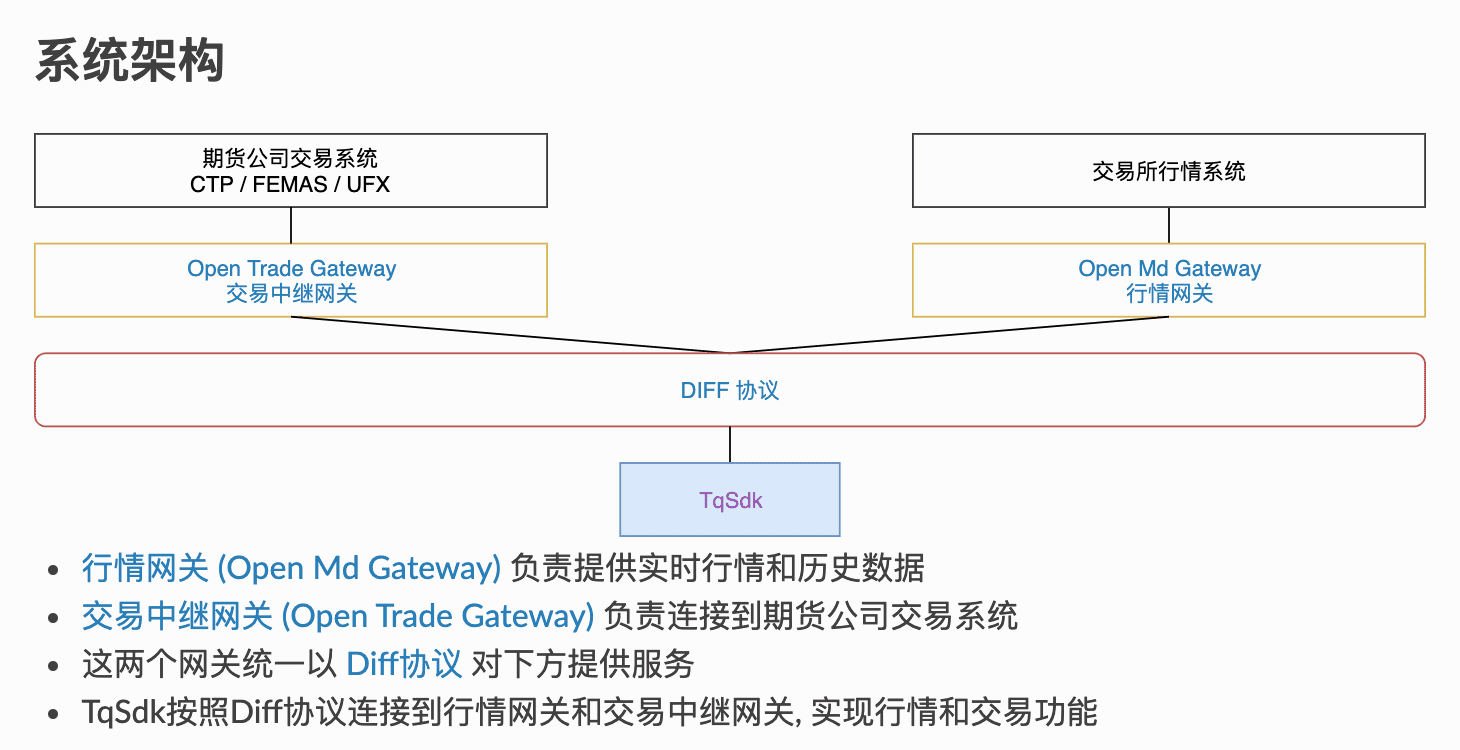 系统架构
期货公司交易系统
CTP / FEMAS / UFX
交易所行情系统
Open Trade Gateway
交易中继网关
Open Md Gateway
行情网关
DIFF 协议
TqSdk
行情网关 (Open Md Gateway) 负责提供实时行情和历史数据
交易中继网关 (Open Trade Gateway) 负责连接到期货公司交易系统
这两个网关统一以 Diff协议 对下方提供服务
TqSdk按照Diff协议连接到行情网关和交易中继网关, 实现行情和交易功能